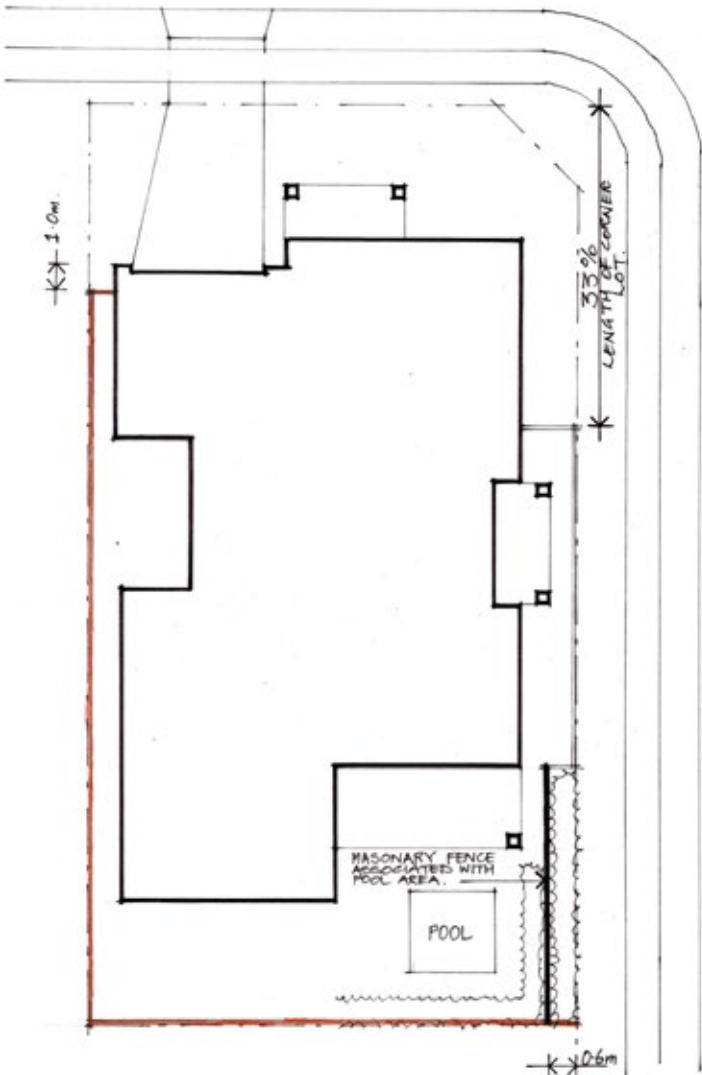 1.0m.
33%
LENGTH OF CORNER
LOT.
MASONARY FENCE
ASSOCIATED WITH
POOL AREA.
POOL
0.6m